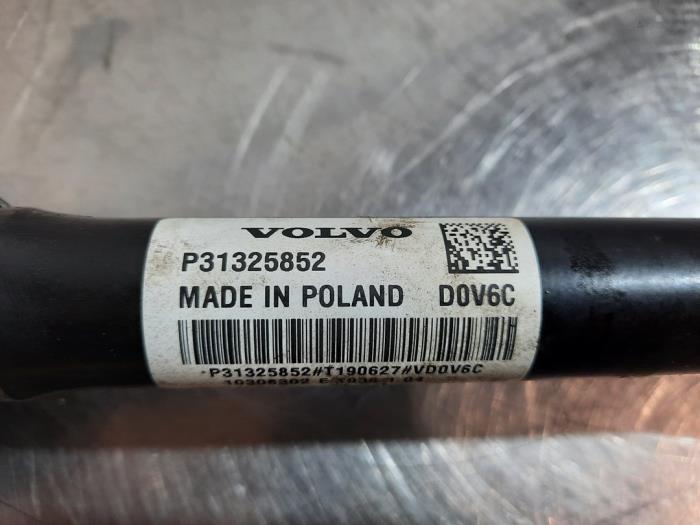 VOLVO
P31325852
MADE IN POLAND D0V6C
*P31325852#T190627#VD0V6C